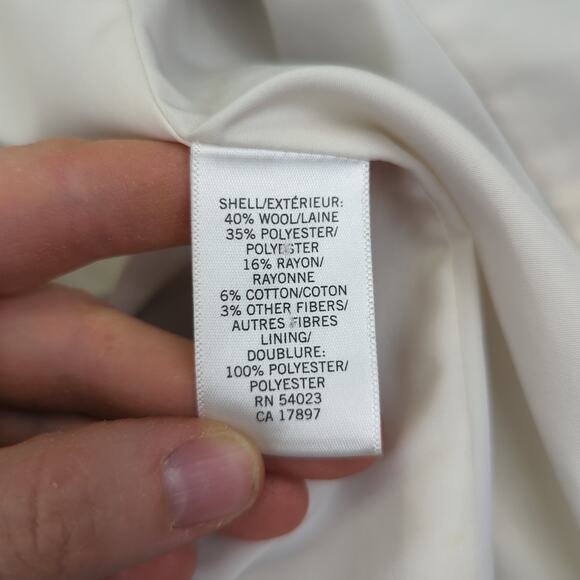 SHELL/EXTÉRIEUR:
40% WOOL/LAINE
35% POLYESTER/
POLYESTER
16% RAYON/
RAYONNE
6% COTTON/COTON
3% OTHER FIBERS/
AUTRES FIBRES
LINING/
DOUBLURE:
100% POLYESTER/
POLYESTER
RN 54023
CA 17897